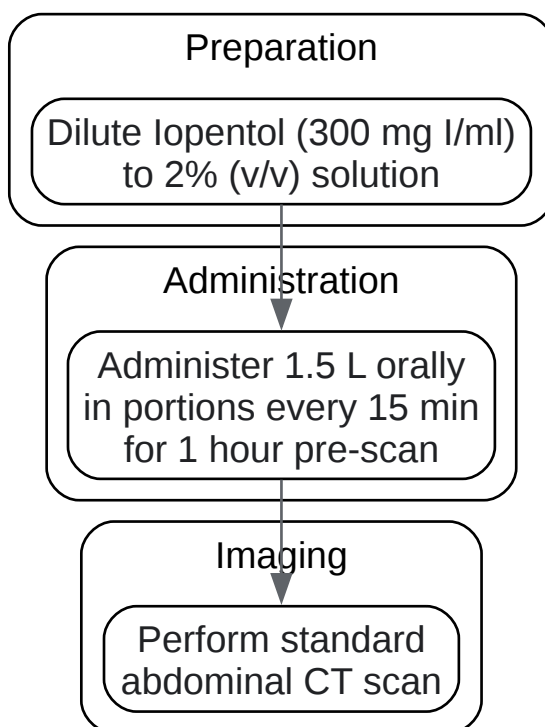 Preparation
Dilute Iopentol (300 mg I/ml)
to 2% (v/v) solution
Administration
Administer 1.5 L orally
in portions every 15 min
for 1 hour pre-scan
Imaging
Perform standard
abdominal CT scan